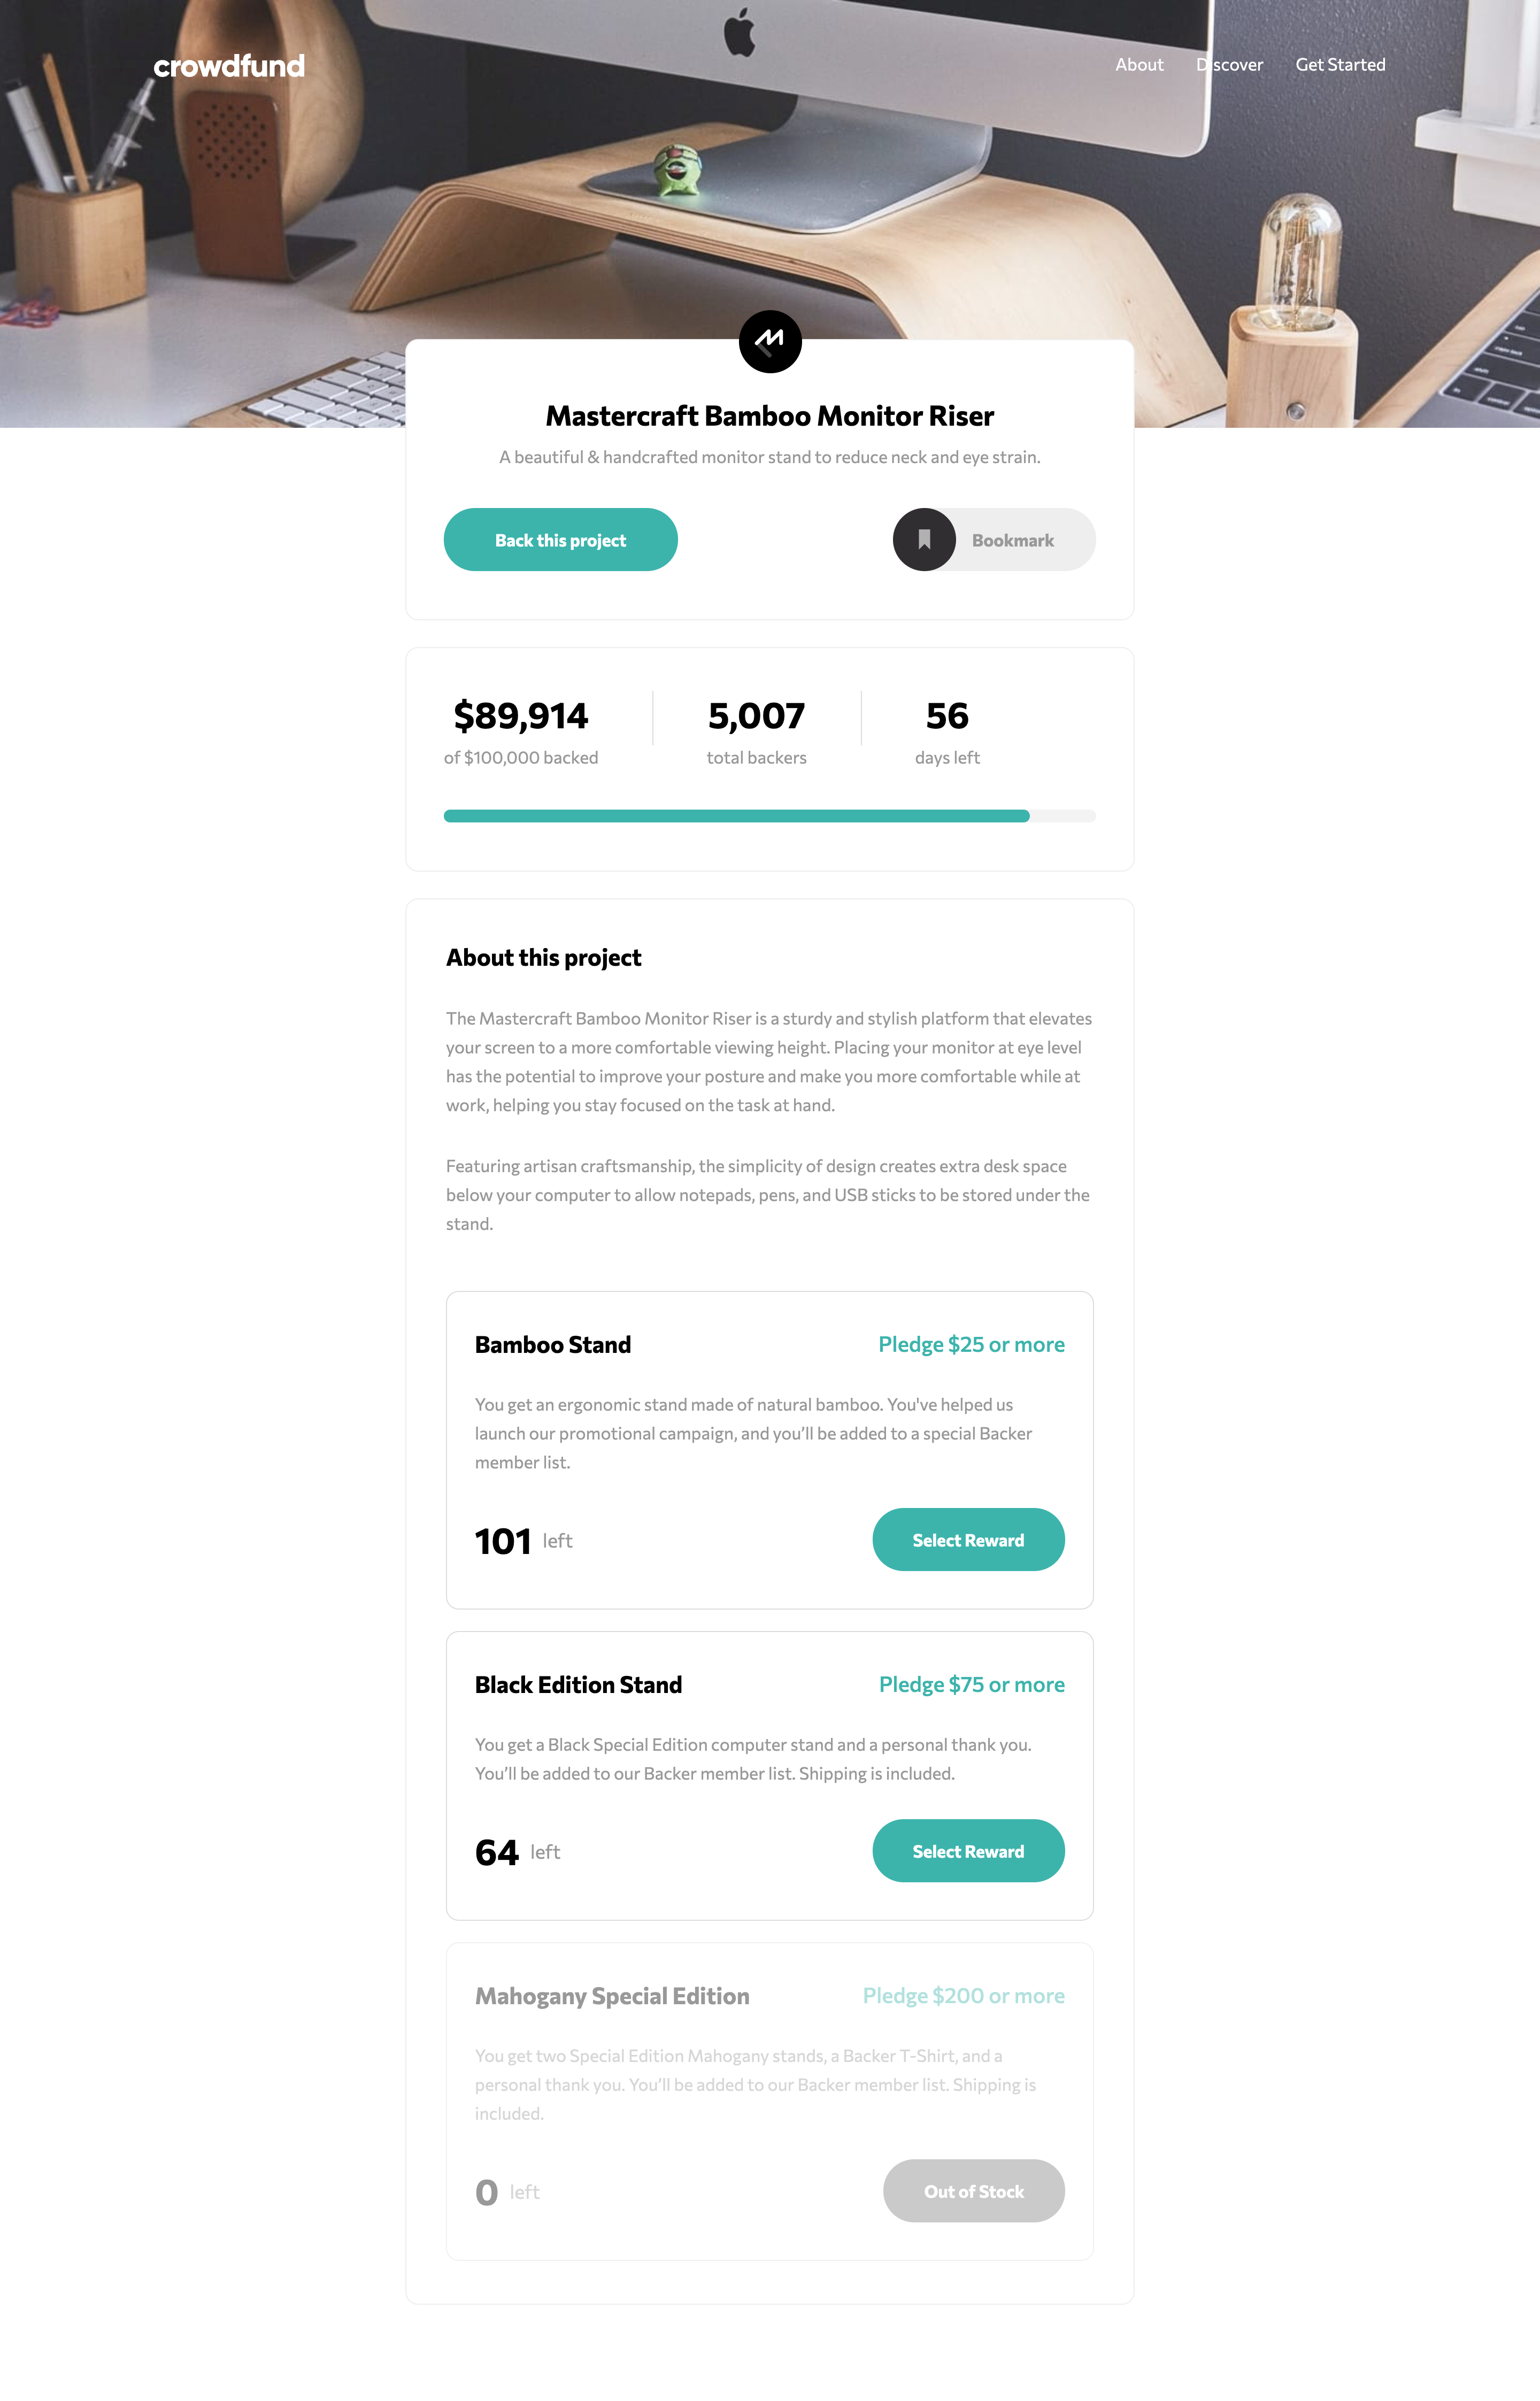 crowdfund
About Discover Get Started
Mastercraft Bamboo Monitor Riser
A beautiful & handcrafted monitor stand to reduce neck and eye strain.
Back this project
Bookmark
$89,914
of $100,000 backed
5,007
total backers
56
days left
About this project
The Mastercraft Bamboo Monitor Riser is a sturdy and stylish platform that elevates
your screen to a more comfortable viewing height. Placing your monitor at eye level
has the potential to improve your posture and make you more comfortable while at
work, helping you stay focused on the task at hand.
Featuring artisan craftsmanship, the simplicity of design creates extra desk space
below your computer to allow notepads, pens, and USB sticks to be stored under the
stand.
Bamboo Stand
Pledge $25 or more
You get an ergonomic stand made of natural bamboo. You've helped us
launch our promotional campaign, and you’ll be added to a special Backer
member list.
101 left
Select Reward
Black Edition Stand
Pledge $75 or more
You get a Black Special Edition computer stand and a personal thank you.
You’ll be added to our Backer member list. Shipping is included.
64 left
Select Reward
Mahogany Special Edition
Pledge $200 or more
You get two Special Edition Mahogany stands, a Backer T-Shirt, and a
personal thank you. You’ll be added to our Backer member list. Shipping is
included.
0 left
Out of Stock